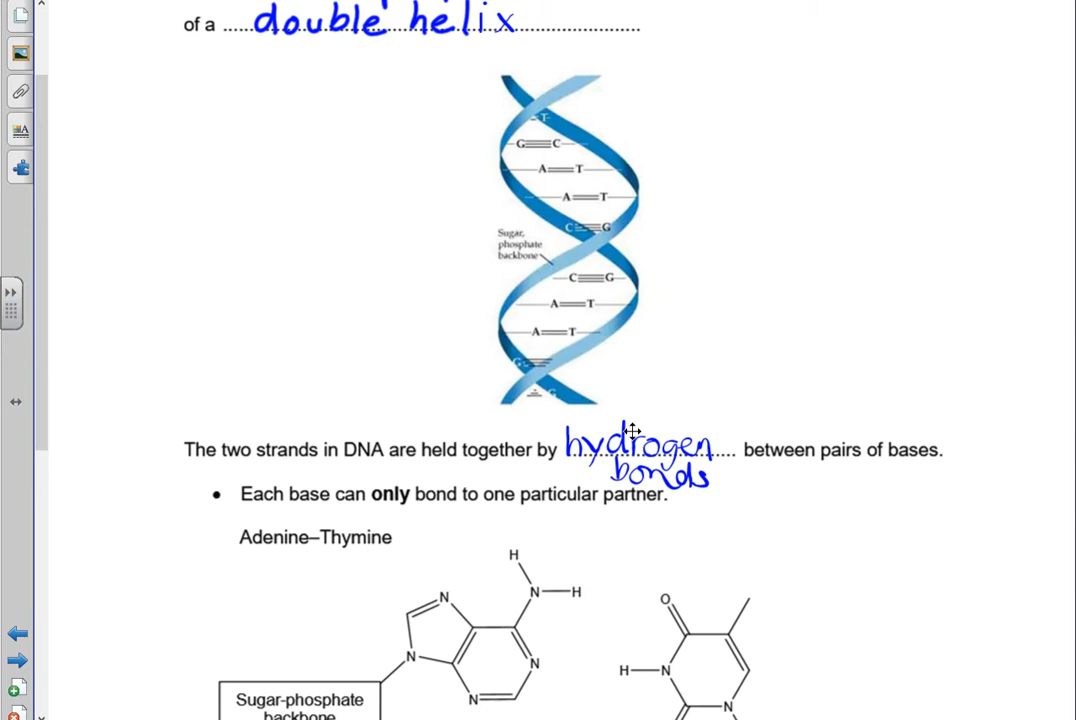 of a ...... double helix ..............................
T
G C
A T
A T
C G
Sugar,
phosphate
backbone
C G
A T
A T
G
G
The two strands in DNA are held together by hydrogen bonds between pairs of bases.
• Each base can only bond to one particular partner.
Adenine–Thymine
H
N H
N
N
N
N
Sugar-phosphate
backbone
O
H N
N